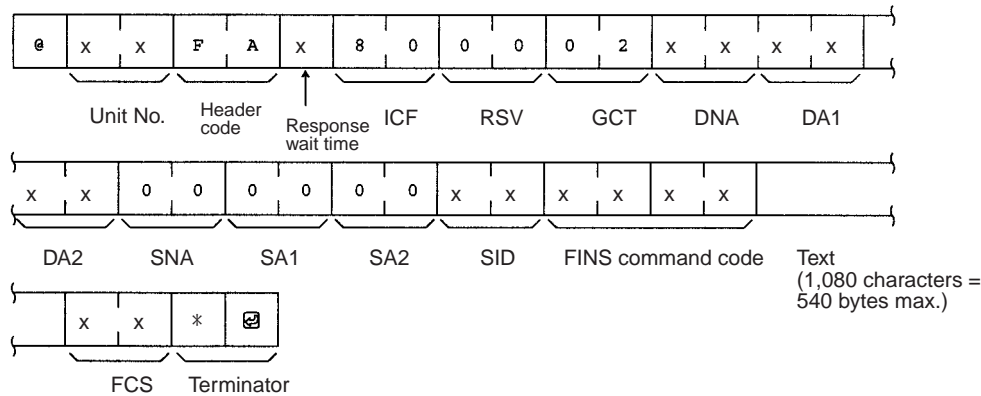 @ x x F A x 8 0 0 0 0 2 x x x x
Unit No. Header code Response wait time ICF RSV GCT DNA DA1
x x 0 0 0 0 0 0 x x x x x x
DA2 SNA SA1 SA2 SID FINS command code Text
(1,080 characters =
540 bytes max.)
x x * ↵
FCS Terminator